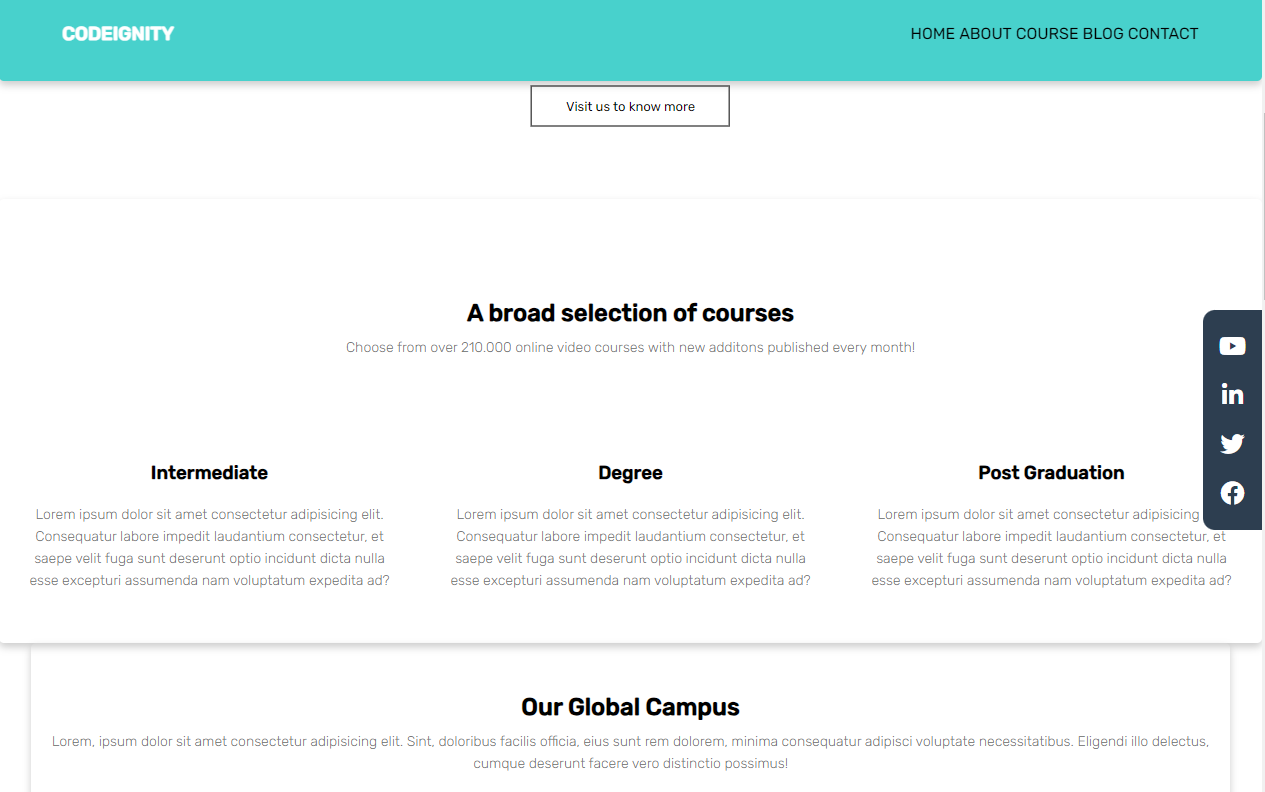 CODEIGNITY
HOME ABOUT COURSE BLOG CONTACT
Visit us to know more
A broad selection of courses
Choose from over 210.000 online video courses with new additons published every month!
Intermediate
Lorem ipsum dolor sit amet consectetur adipisicing elit.
Consequatur labore impedit laudantium consectetur, et
saepe velit fuga sunt deserunt optio incidunt dicta nulla
esse excepturi assumenda nam voluptatum expedita ad?
Degree
Lorem ipsum dolor sit amet consectetur adipisicing elit.
Consequatur labore impedit laudantium consectetur, et
saepe velit fuga sunt deserunt optio incidunt dicta nulla
esse excepturi assumenda nam voluptatum expedita ad?
Post Graduation
Lorem ipsum dolor sit amet consectetur adipisicing
Consequatur labore impedit laudantium consectetur, et
saepe velit fuga sunt deserunt optio incidunt dicta nulla
esse excepturi assumenda nam voluptatum expedita ad?
Our Global Campus
Lorem, ipsum dolor sit amet consectetur adipisicing elit. Sint, doloribus facilis officia, eius sunt rem dolorem, minima consequatur adipisci voluptate necessitatibus. Eligendi illo delectus,
cumque deserunt facere vero distinctio possimus!